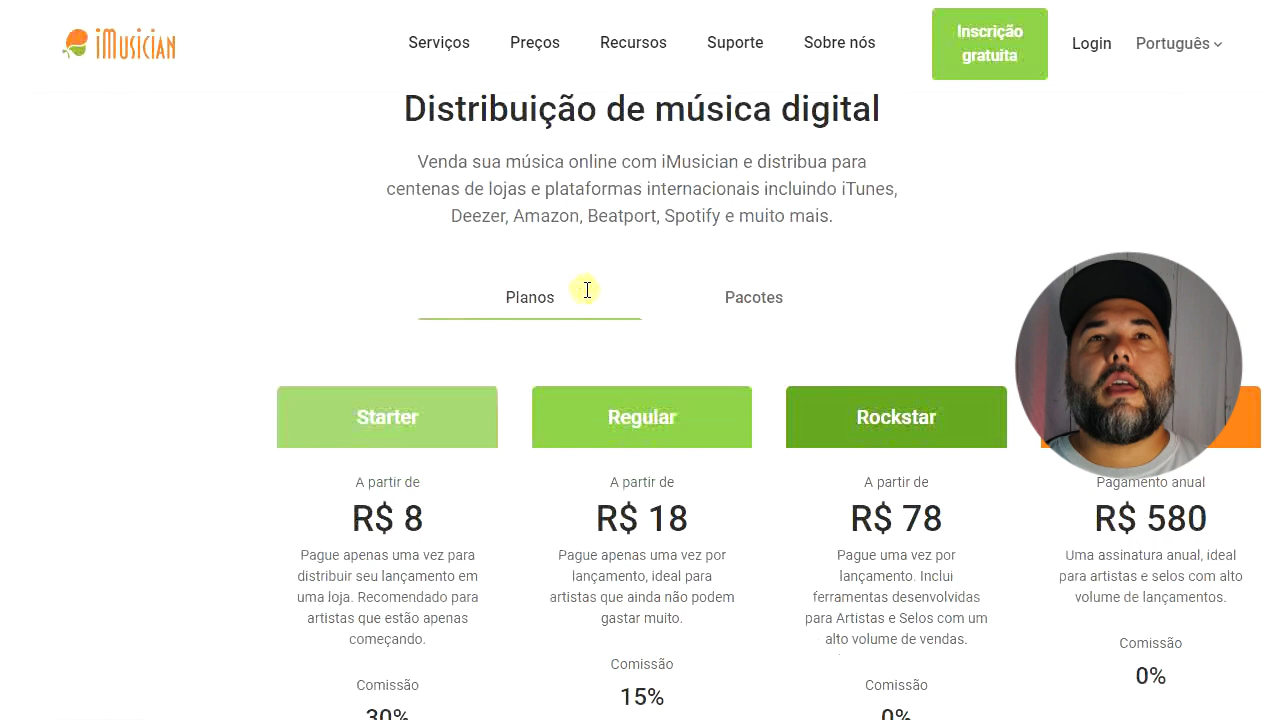 iMusician
Serviços
Preços
Recursos
Suporte
Sobre nós
Inscrição
gratuita
Login
Português
Distribuição de música digital
Venda sua música online com iMusician e distribua para
centenas de lojas e plataformas internacionais incluindo iTunes,
Deezer, Amazon, Beatport, Spotify e muito mais.
Planos
Pacotes
Starter
A partir de
R$ 8
Pague apenas uma vez para
distribuir seu lançamento em
uma loja. Recomendado para
artistas que estão apenas
começando.
Comissão
30%
Regular
A partir de
R$ 18
Pague apenas uma vez por
lançamento, ideal para
artistas que ainda não podem
gastar muito.
Comissão
15%
Rockstar
A partir de
R$ 78
Pague uma vez por
lançamento. Inclui
ferramentas desenvolvidas
para Artistas e Selos com um
alto volume de vendas.
Comissão
0%
Pagamento anual
R$ 580
Uma assinatura anual, ideal
para artistas e selos com alto
volume de lançamentos.
Comissão
0%